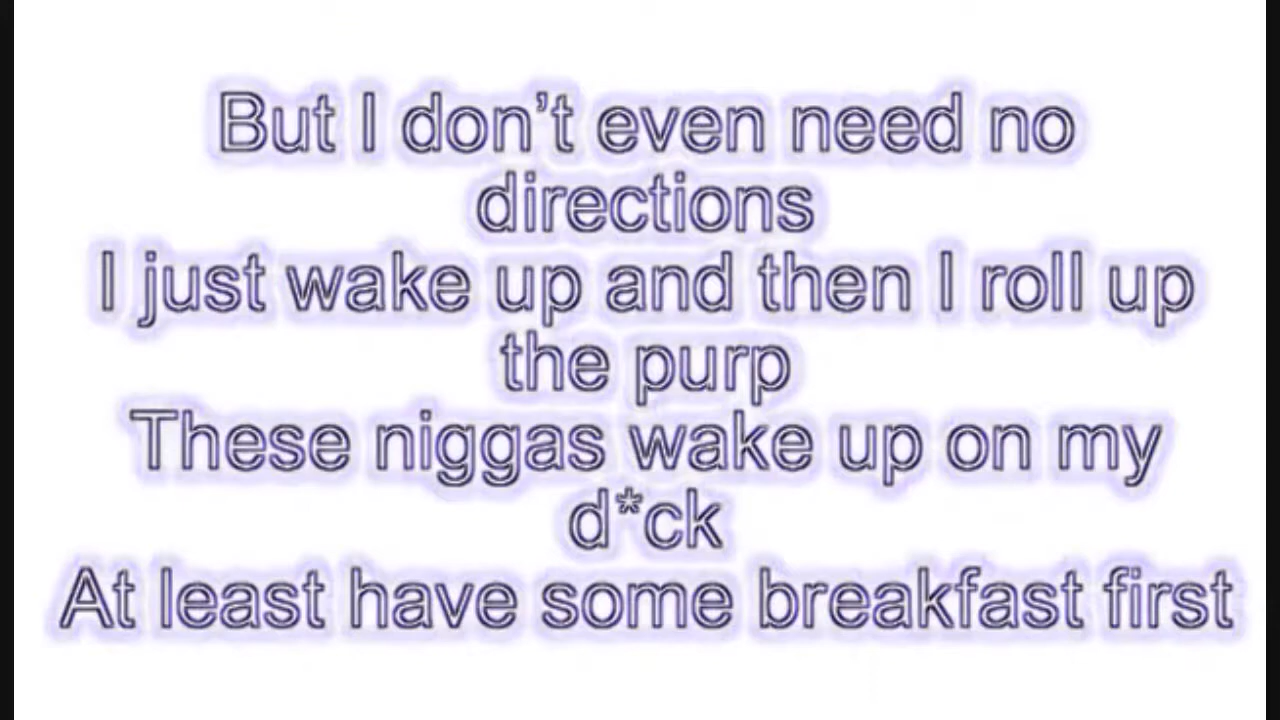 But I don’t even need no
directions
I just wake up and then I roll up
the purp
These niggas wake up on my
d*ck
At least have some breakfast first